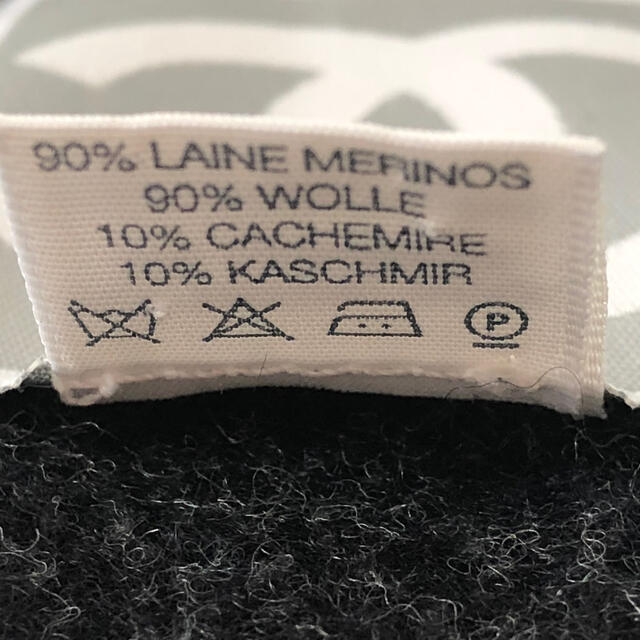 90% LAINE MERINOS
90% WOLLE
10% CACHEMIRE
10% KASCHMIR
P